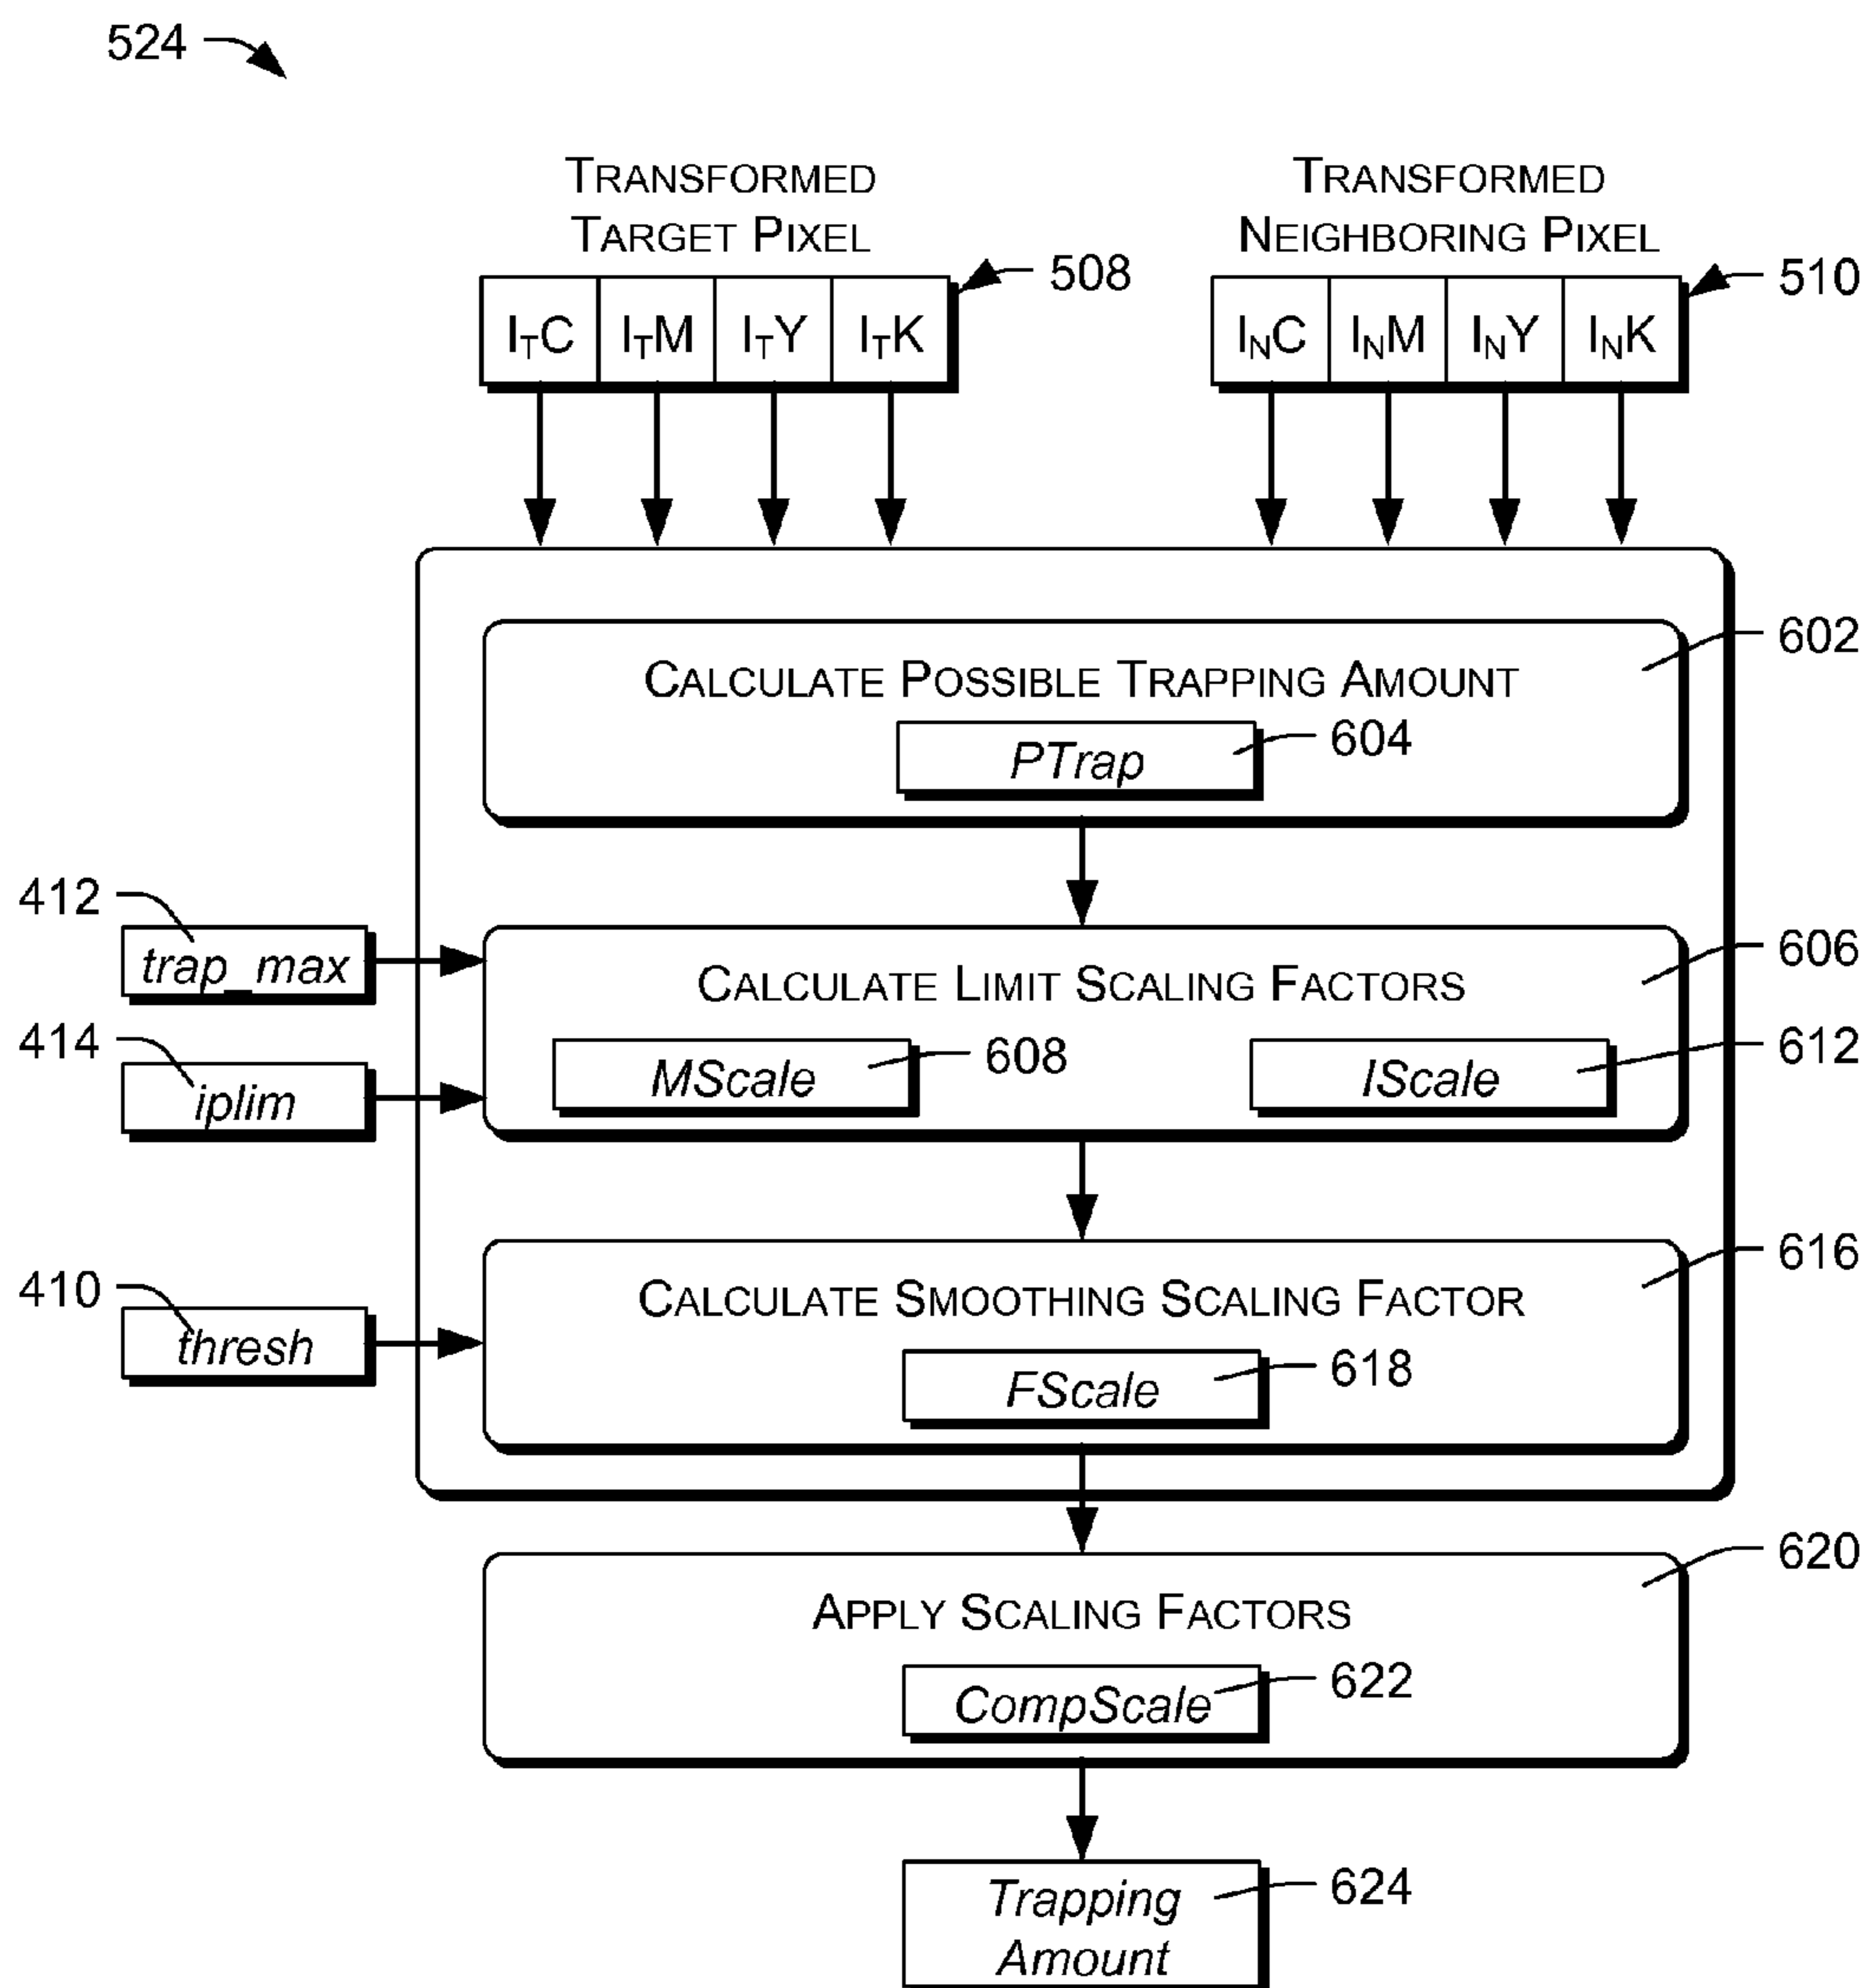 524
TRANSFORMED
TARGET PIXEL
TRANSFORMED
NEIGHBORING PIXEL
508
510
ITC ITM ITY ITK
INC INM INY INK
602
CALCULATE POSSIBLE TRAPPING AMOUNT
604
PTrap
412
trap_max
606
CALCULATE LIMIT SCALING FACTORS
414
iplim
608
MScale
612
IScale
410
thresh
616
CALCULATE SMOOTHING SCALING FACTOR
618
FScale
620
APPLY SCALING FACTORS
622
CompScale
624
Trapping
Amount